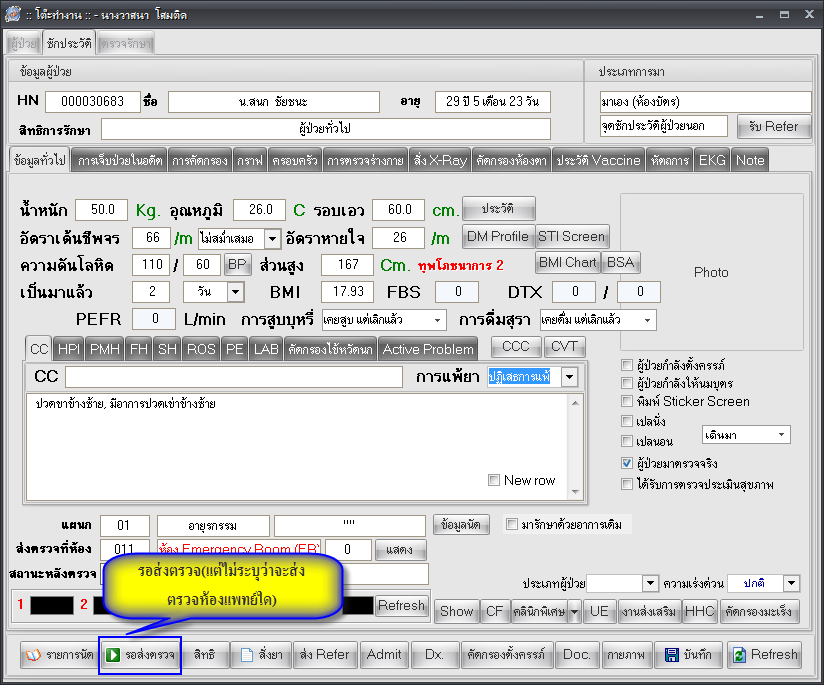 :: โต๊ะทำงาน :: - นางวาสนา โสมติด
ผู้ป่วย ซักประวัติ ตรวจรักษา
ข้อมูลผู้ป่วย ประเภทการมา
HN 000030683 ชื่อ น.สนก ชัยชนะ อายุ 29 ปี 5 เดือน 23 วัน มาเอง (ห้องบัตร)
สิทธิการรักษา ผู้ป่วยทั่วไป จุดซักประวัติผู้ป่วยนอก รับ Refer
ข้อมูลทั่วไป การเจ็บป่วยในอดีต การคัดกรอง กราฟ ครอบครัว การตรวจร่างกาย สั่ง X-Ray คัดกรองห้องตา ประวัติ Vaccine หัตถการ EKG Note
น้ำหนัก 50.0 Kg. อุณหภูมิ 26.0 C รอบเอว 60.0 cm. ประวัติ
อัตราเต้นชีพจร 66 /m ไม่สม่ำเสมอ อัตราหายใจ 26 /m DM Profile STI Screen
ความดันโลหิต 110 / 60 BP ส่วนสูง 167 Cm. ทุพโภชนาการ 2 BMI Chart BSA
Photo
เป็นมาแล้ว 2 วัน BMI 17.93 FBS 0 DTX 0 / 0
PEFR 0 L/min การสูบบุหรี่ เคยสูบ แต่เลิกแล้ว การดื่มสุรา เคยดื่ม แต่เลิกแล้ว
CC HPI PMH FH SH ROS PE LAB คัดกรองไข้หวัดนก Active Problem CCC CVT
CC การแพ้ยา ปฏิเสธการแพ้
ปวดขาข้างซ้าย, มีอาการปวดเข่าข้างซ้าย
New row
ผู้ป่วยกำลังตั้งครรภ์
ผู้ป่วยกำลังให้นมบุตร
พิมพ์ Sticker Screen
เปลนั่ง
เปลนอน เดินมา
ผู้ป่วยมาตรวจจริง
ได้รับการตรวจประเมินสุขภาพ
แผนก 01 อายุรกรรม "" ข้อมูลนัด มารักษาด้วยอาการเดิม
ส่งตรวจที่ห้อง 011 ห้อง Emergency Room (ER) 0 แสดง
สถานะหลังตรวจ
รอส่งตรวจ(แต่ไม่ระบุว่าจะส่ง
ตรวจห้องแพทย์ใด)
ประเภทผู้ป่วย ความเร่งด่วน ปกติ
1 2 Refresh Show CF คลินิกพิเศษ UE งานส่งเสริม HHC คัดกรองมะเร็ง
รายการนัด รอส่งตรวจ สิทธิ สั่งยา ส่ง Refer Admit Dx. คัดกรองตั้งครรภ์ Doc. กายภาพ บันทึก Refresh